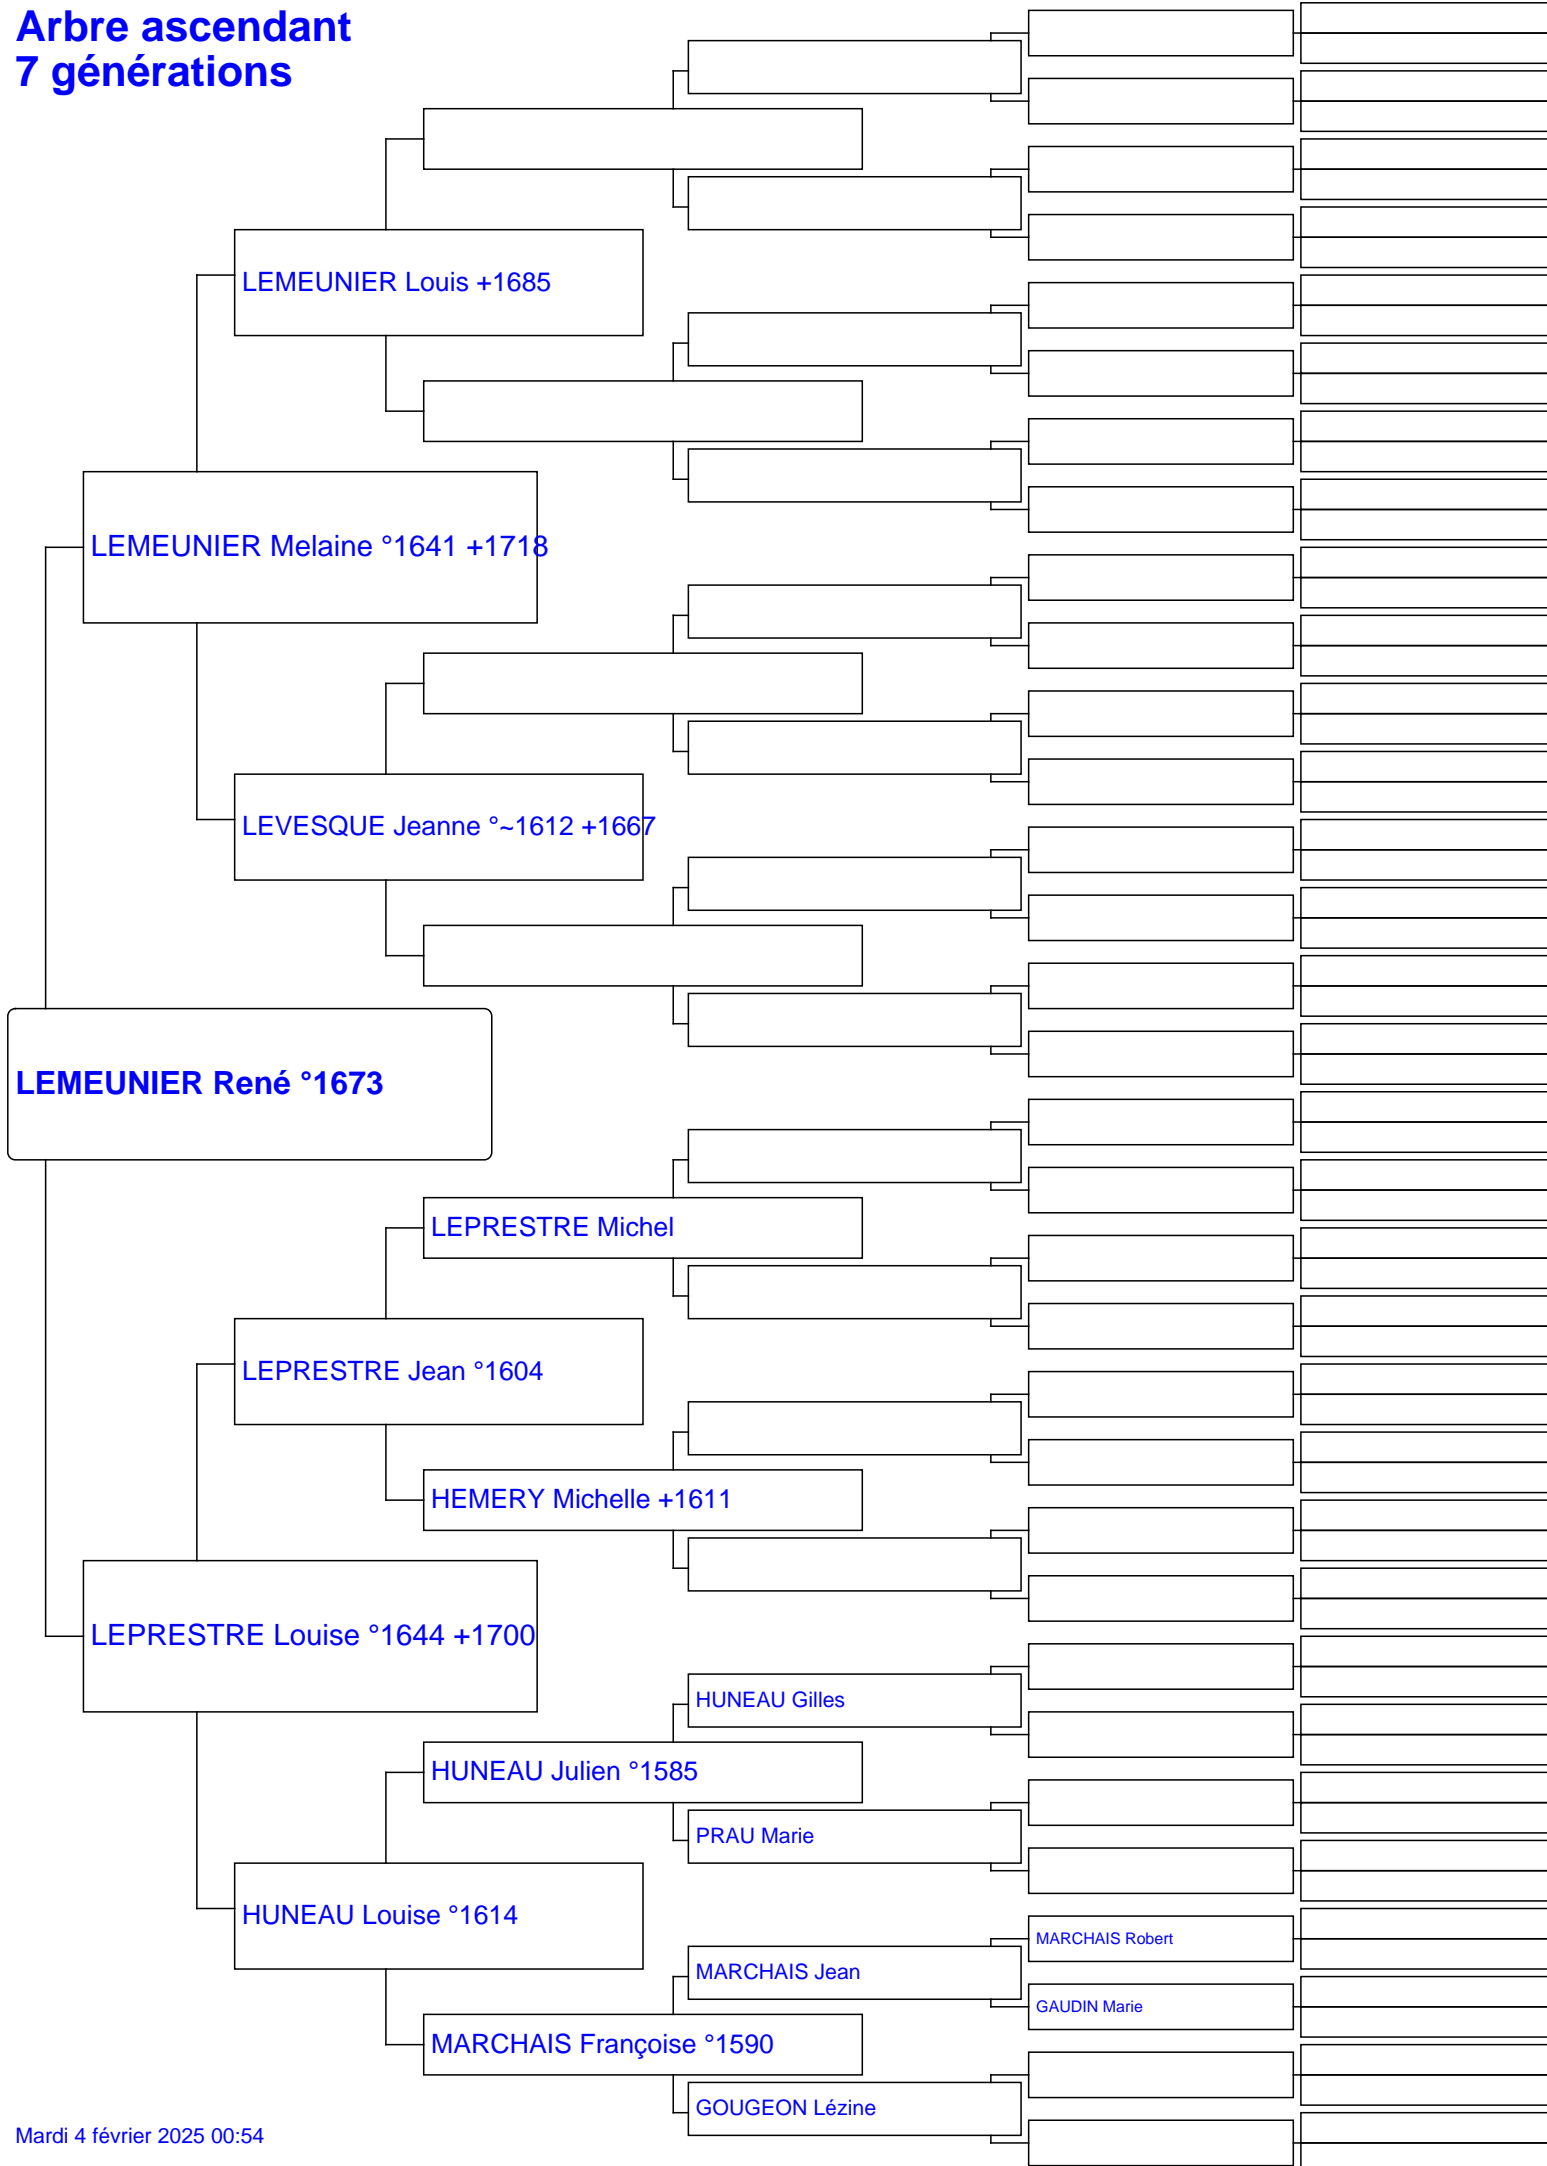 Arbre ascendant
7 générations
LEMEUNIER Louis +1685
LEMEUNIER Melaine °1641 +1718
LEVESQUE Jeanne °~1612 +1667
LEMEUNIER René °1673
LEPRESTRE Michel
LEPRESTRE Jean °1604
HEMERY Michelle +1611
LEPRESTRE Louise °1644 +1700
HUNEAU Gilles
HUNEAU Julien °1585
PRAU Marie
HUNEAU Louise °1614
MARCHAIS Robert
MARCHAIS Jean
GAUDIN Marie
MARCHAIS Françoise °1590
GOUGEON Lézine
Mardi 4 février 2025 00:54